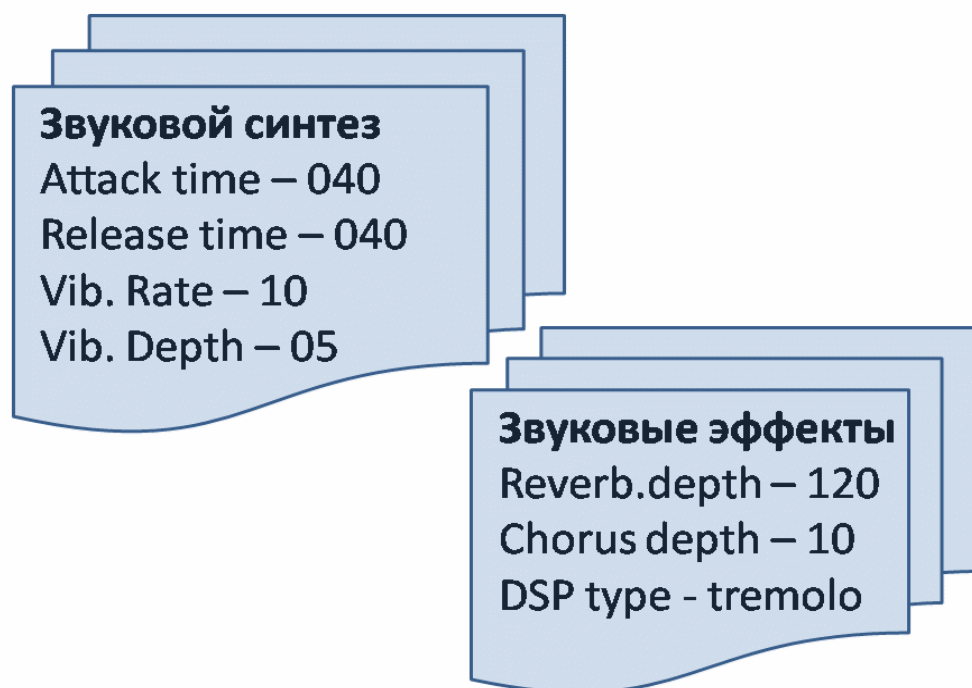 Звуковой синтез
Attack time – 040
Release time – 040
Vib. Rate – 10
Vib. Depth – 05
Звуковые эффекты
Reverb.depth – 120
Chorus depth – 10
DSP type - tremolo